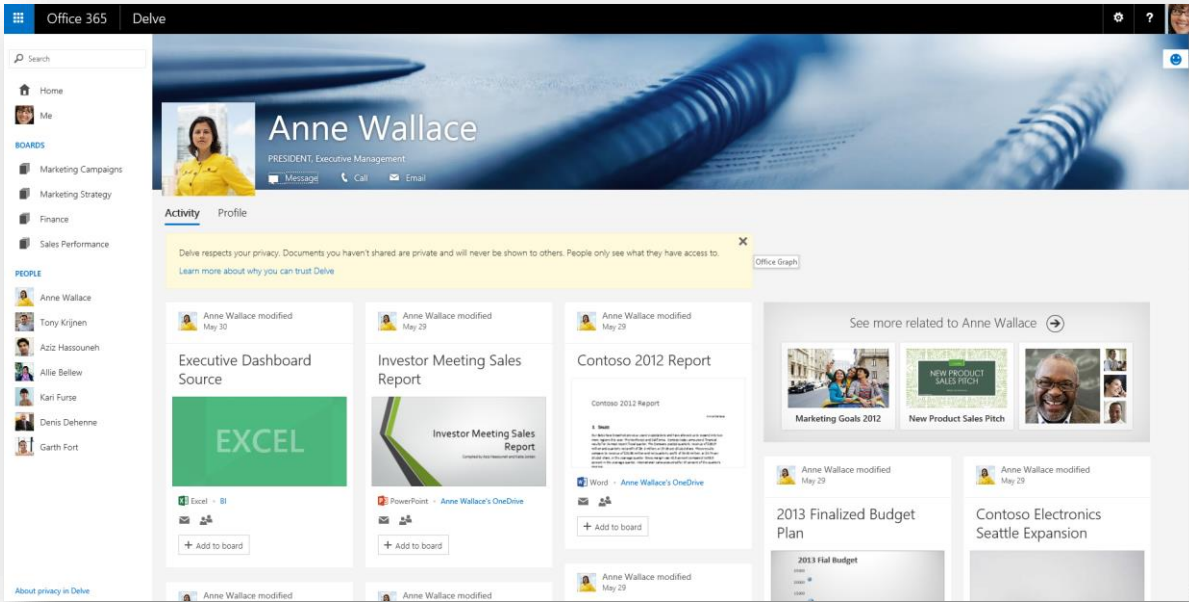 Office 365
Delve
?
Search
Home
Me
BOARDS
Marketing Campaigns
Marketing Strategy
Finance
Sales Performance
PEOPLE
Anne Wallace
Tony Krijnen
Aziz Hassouneh
Allie Bellew
Kari Furse
Denis Dehenne
Garth Fort
About privacy in Delve
Anne Wallace
PRESIDENT, Executive Management
Message
Call
Email
Activity
Profile
Delve respects your privacy. Documents you haven't shared are private and will never be shown to others. People only see what they have access to.
Learn more about why you can trust Delve
Office Graph
Anne Wallace modified
May 30
Executive Dashboard
Source
EXCEL
Excel - BI
+ Add to board
Anne Wallace modified
Anne Wallace modified
May 29
Investor Meeting Sales
Report
Investor Meeting Sales
Report
PowerPoint - Anne Wallace's OneDrive
+ Add to board
Anne Wallace modified
Anne Wallace modified
May 29
Contoso 2012 Report
Contoso 2012 Report
Word - Anne Wallace's OneDrive
+ Add to board
Anne Wallace modified
May 29
See more related to Anne Wallace
Marketing Goals 2012
NEW PRODUCT
SALES PITCH
New Product Sales Pitch
Anne Wallace modified
May 29
2013 Finalized Budget
Plan
2013 Fial Budget
Anne Wallace modified
May 29
Contoso Electronics
Seattle Expansion